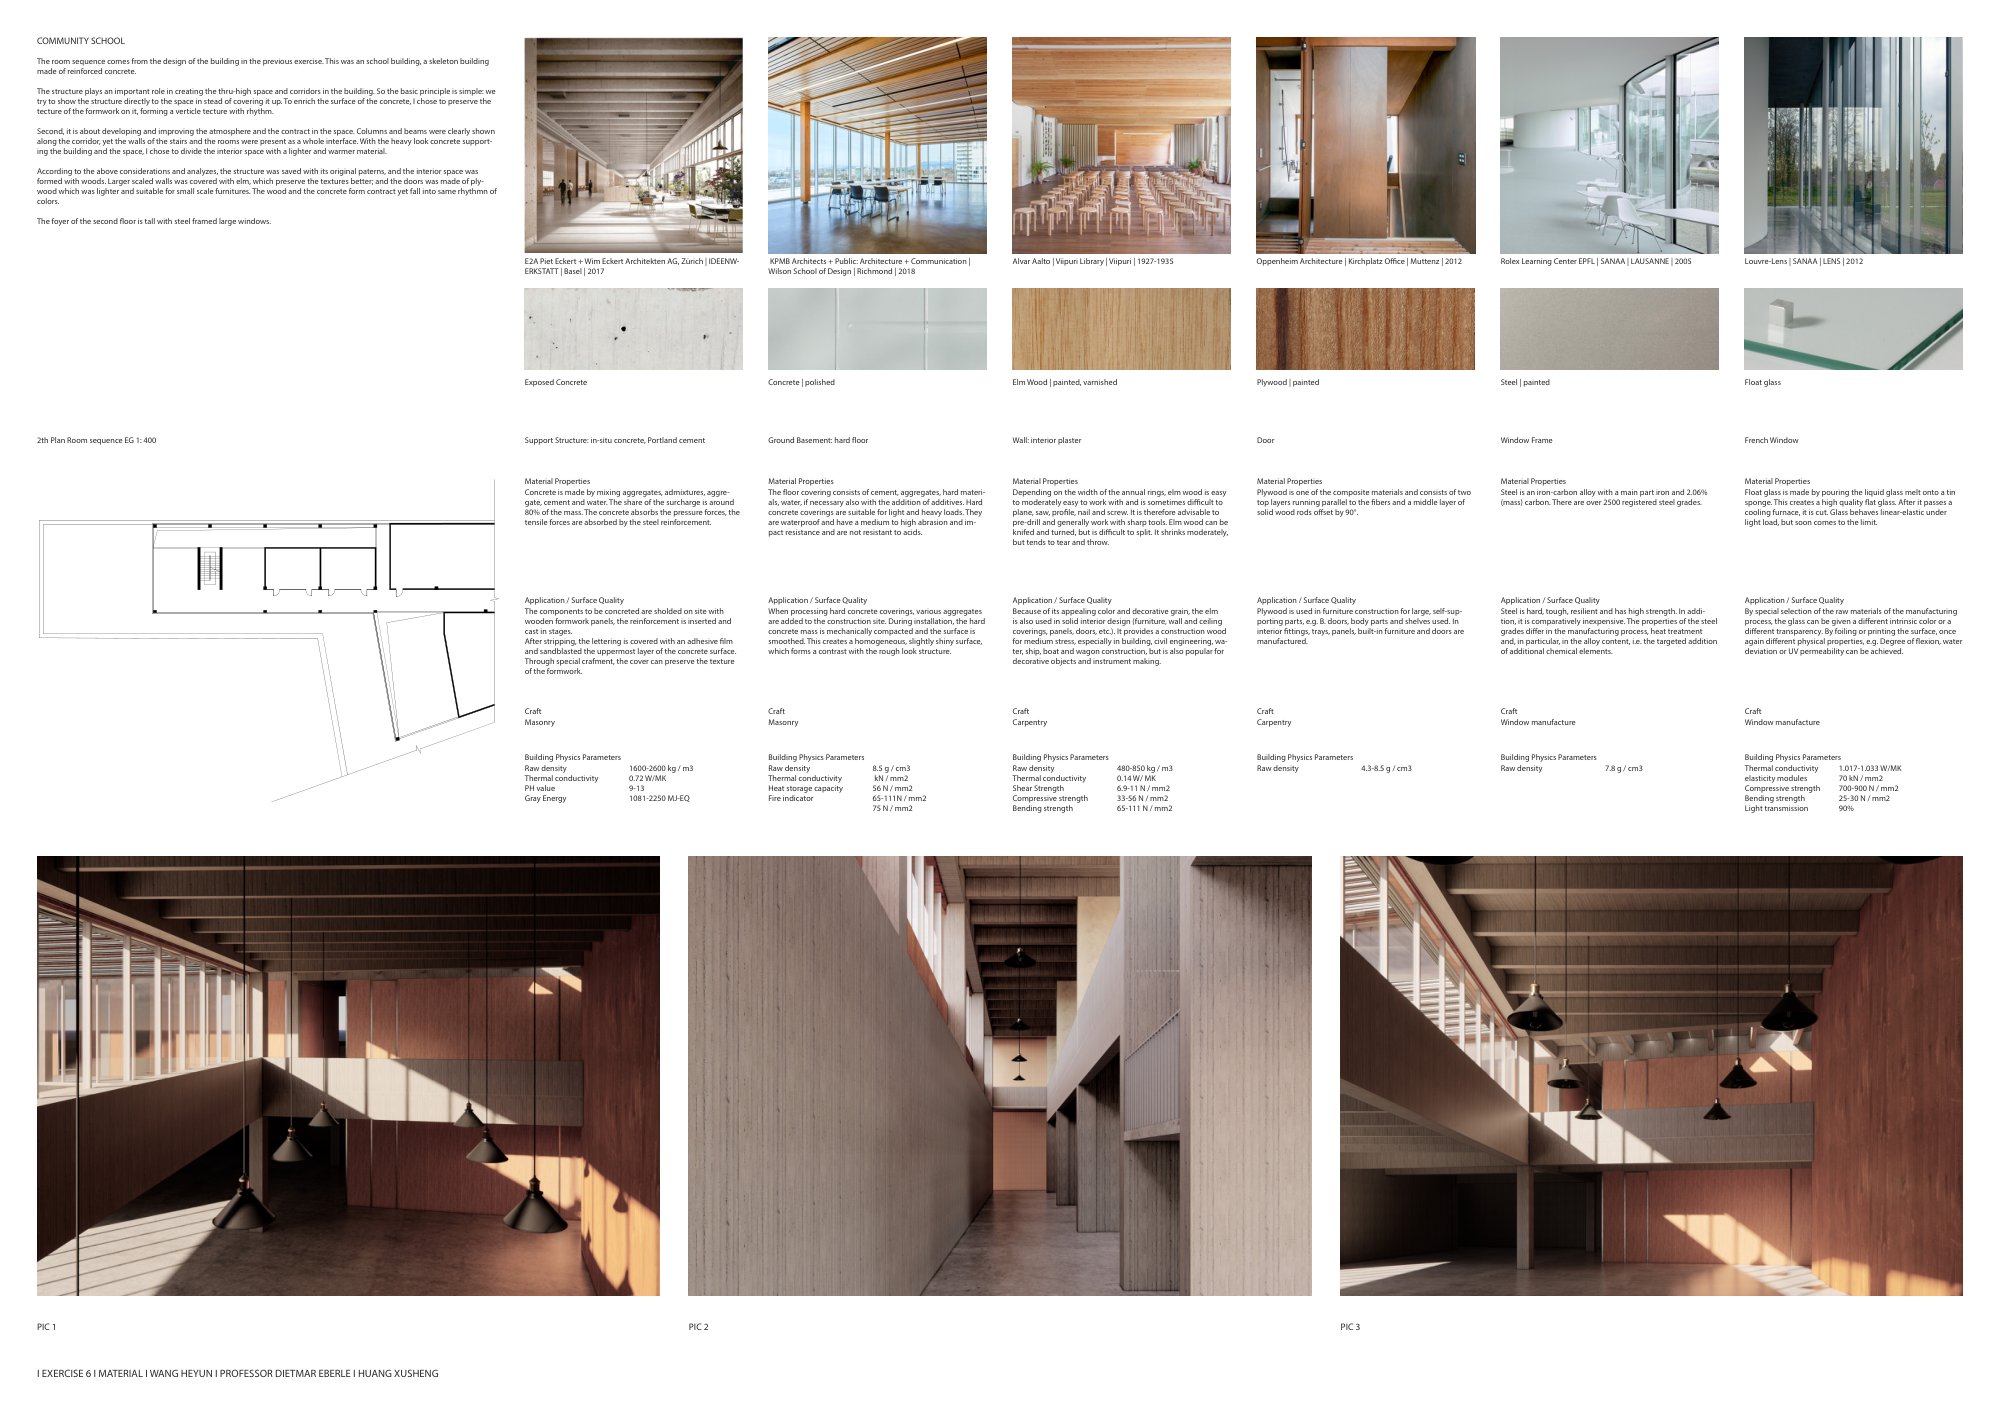 COMMUNITY SCHOOL
The room sequence comes from the design of the building in the previous exercise. This was an school building, a skeleton building
made of reinforced concrete.
The structure plays an important role in creating the thru-high space and corridors in the building. So the basic principle is simple: we
try to show the structure directly to the space in stead of covering it up. To enrich the surface of the concrete, I chose to preserve the
tecture of the formwork on it, forming a verticle tecture with rhythm.
Second, it is about developing and improving the atmosphere and the contract in the space. Columns and beams were clearly shown
along the corridor, yet the walls of the stairs and the rooms were present as a whole interface. With the heavy look concrete support-
ing the building and the space, I chose to divide the interior space with a lighter and warmer material.
According to the above considerations and analyzes, the structure was saved with its original paterns, and the interior space was
formed with woods. Larger scaled walls was covered with elm, which preserve the textures better; and the doors was made of ply-
wood which was lighter and suitable for small scale furnitures. The wood and the concrete form contract yet fall into same rhythmn of
colors.
The foyer of the second floor is tall with steel framed large windows.
E2A Piet Eckert + Wim Eckert Architekten AG, Zürich | IDEENW-
ERKSTATT | Basel | 2017
KPMB Architects + Public: Architecture + Communication |
Wilson School of Design | Richmond | 2018
Alvar Aalto | Viipuri Library | Viipuri | 1927-1935
Oppenheim Architecture | Kirchplatz Office | Muttenz | 2012
Rolex Learning Center EPFL | SANAA | LAUSANNE | 2005
Louvre-Lens | SANAA | LENS | 2012
Exposed Concrete
Concrete | polished
Elm Wood | painted, varnished
Plywood | painted
Steel | painted
Float glass
2th Plan Room sequence EG 1: 400
Support Structure: in-situ concrete, Portland cement
Ground Basement: hard floor
Wall: interior plaster
Door
Window Frame
French Window
Material Properties
Concrete is made by mixing aggregates, admixtures, aggre-
gate, cement and water. The share of the surcharge is around
80% of the mass. The concrete absorbs the pressure forces, the
tensile forces are absorbed by the steel reinforcement.
Material Properties
The floor covering consists of cement, aggregates, hard materi-
als, water, if necessary also with the addition of additives. Hard
concrete coverings are suitable for light and heavy loads. They
are waterproof and have a medium to high abrasion and im-
pact resistance and are not resistant to acids.
Material Properties
Depending on the width of the annual rings, elm wood is easy
to moderately easy to work with and is sometimes difficult to
plane, saw, profile, nail and screw. It is therefore advisable to
pre-drill and generally work with sharp tools. Elm wood can be
knifed and turned, but is difficult to split. It shrinks moderately,
but tends to tear and throw.
Material Properties
Plywood is one of the composite materials and consists of two
top layers running parallel to the fibers and a middle layer of
solid wood rods offset by 90°.
Material Properties
Steel is an iron-carbon alloy with a main part iron and 2.06%
(mass) carbon. There are over 2500 registered steel grades.
Material Properties
Float glass is made by pouring the liquid glass melt onto a tin
sponge. This creates a high quality flat glass. After it passes a
cooling furnace, it is cut. Glass behaves linear-elastic under
light load, but soon comes to the limit.
Application / Surface Quality
The components to be concreted are sholded on site with
wooden formwork panels, the reinforcement is inserted and
cast in stages.
After stripping, the lettering is covered with an adhesive film
and sandblasted the uppermost layer of the concrete surface.
Through special crafment, the cover can preserve the texture
of the formwork.
Application / Surface Quality
When processing hard concrete coverings, various aggregates
are added to the construction site. During installation, the hard
concrete mass is mechanically compacted and the surface is
smoothed. This creates a homogeneous, slightly shiny surface,
which forms a contrast with the rough look structure.
Application / Surface Quality
Because of its appealing color and decorative grain, the elm
is also used in solid interior design (furniture, wall and ceiling
coverings, panels, doors, etc.). It provides a construction wood
for medium stress, especially in building, civil engineering, wa-
ter, ship, boat and wagon construction, but is also popular for
decorative objects and instrument making.
Application / Surface Quality
Plywood is used in furniture construction for large, self-sup-
porting parts, e.g. B. doors, body parts and shelves used. In
interior fittings, trays, panels, built-in furniture and doors are
manufactured.
Application / Surface Quality
Steel is hard, tough, resilient and has high strength. In addi-
tion, it is comparatively inexpensive. The properties of the steel
grades differ in the manufacturing process, heat treatment
and, in particular, in the alloy content, i.e. the targeted addition
of additional chemical elements.
Application / Surface Quality
By special selection of the raw materials of the manufacturing
process, the glass can be given a different intrinsic color or a
different transparency. By foiling or printing the surface, once
again different physical properties, e.g. Degree of flexion, water
deviation or UV permeability can be achieved.
Craft
Masonry
Craft
Masonry
Craft
Carpentry
Craft
Carpentry
Craft
Window manufacture
Craft
Window manufacture
Building Physics Parameters
Raw density 1600-2600 kg / m3
Thermal conductivity 0.72 W/MK
PH value 9-13
Gray Energy 1081-2250 MJ-EQ
Building Physics Parameters
Raw density 8.5 g / cm3
Thermal conductivity kN / mm2
Heat storage capacity 56 N / mm2
Fire indicator 65-111N / mm2
75 N / mm2
Building Physics Parameters
Raw density 480-850 kg / m3
Thermal conductivity 0.14 W/ MK
Shear Strength 6.9-11 N / mm2
Compressive strength 33-56 N / mm2
Bending strength 65-111 N / mm2
Building Physics Parameters
Raw density 4.3-8.5 g / cm3
Building Physics Parameters
Raw density 7.8 g / cm3
Building Physics Parameters
Thermal conductivity 1.017-1.033 W/MK
elasticity modules 70 kN / mm2
Compressive strength 700-900 N / mm2
Bending strength 25-30 N / mm2
Light transmission 90%
PIC 1
PIC 2
PIC 3
I EXERCISE 6 I MATERIAL I WANG HEYUN I PROFESSOR DIETMAR EBERLE I HUANG XUSHENG